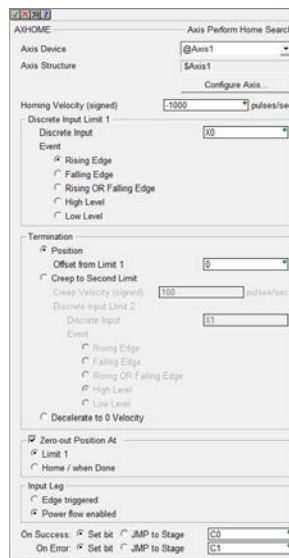 AXHOME Axis Perform Home Search
Axis Device @Axis1
Axis Structure $Axis1
Configure Axis...
Homing Velocity (signed) -1000 pulses/sec
Discrete Input Limit 1
Discrete Input X0
Event
Rising Edge
Falling Edge
Rising OR Falling Edge
High Level
Low Level
Termination
Position
Offset from Limit 1 0
Creep to Second Limit
Creep Velocity (signed) 100 pulses/sec
Discrete Input Limit 2
Discrete Input X1
Event
Rising Edge
Falling Edge
Rising OR Falling Edge
High Level
Low Level
Decelerate to 0 Velocity
Zero-out Position At
Limit 1
Home / when Done
Input Leg
Edge triggered
Power flow enabled
On Success: Set bit JMP to Stage C0
On Error: Set bit JMP to Stage C1